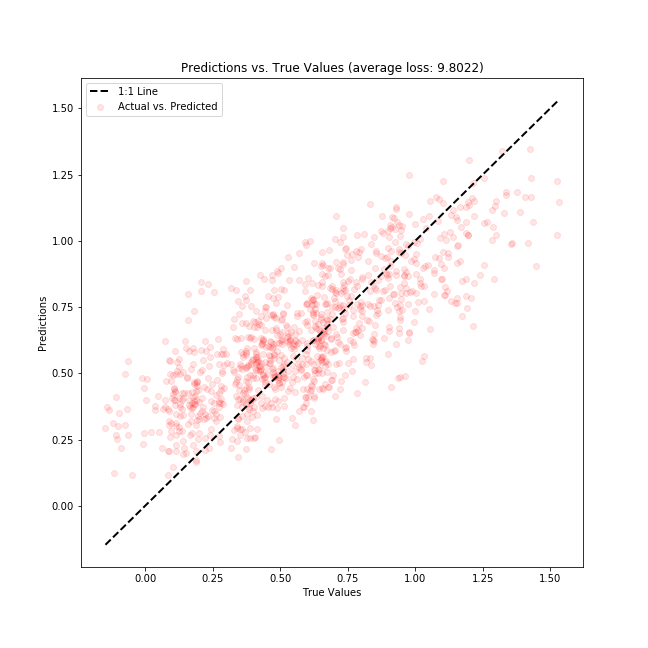 Predictions vs. True Values (average loss: 9.8022)
1:1 Line
Actual vs. Predicted
1.50
1.25
1.00
0.75
0.50
0.25
0.00
Predictions
0.00 0.25 0.50 0.75 1.00 1.25 1.50
True Values